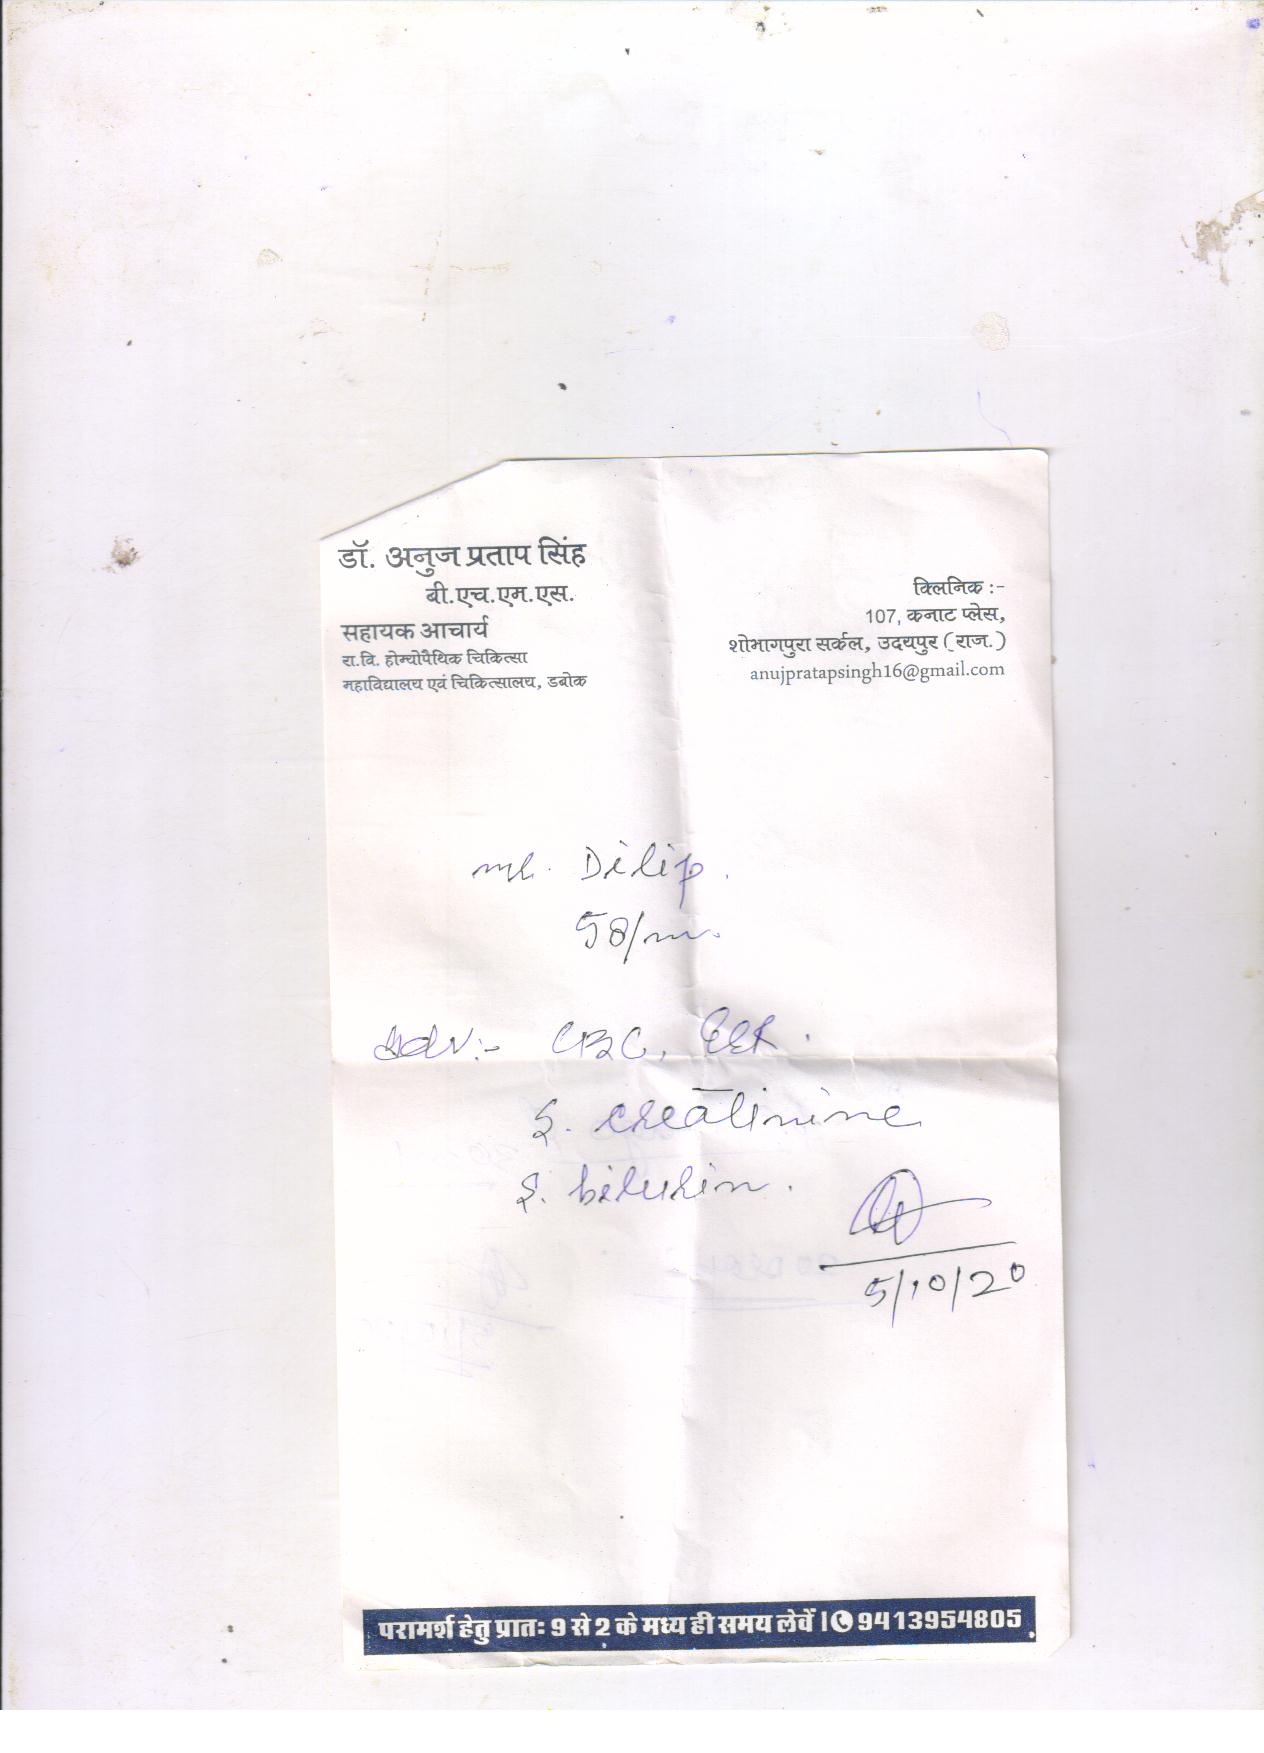 डॉ. अनुज प्रताप सिंह
बी.एच.एम.एस.
सहायक आचार्य
रा.वि. होम्योपैथिक चिकित्सा
महाविद्यालय एवं चिकित्सालय, डबोक
क्लिनिक :-
107, कनाट प्लेस,
शोभागपुरा सर्कल, उदयपुर (राज.)
anujpratapsingh16@gmail.com
Mr. Dilip.
58/m.
Adv:- CBC,
S. creatinine
S. bilirubin.
5/10/20
परामर्श हेतु प्रातः 9 से 2 के मध्य ही समय लेवें । 9413954805